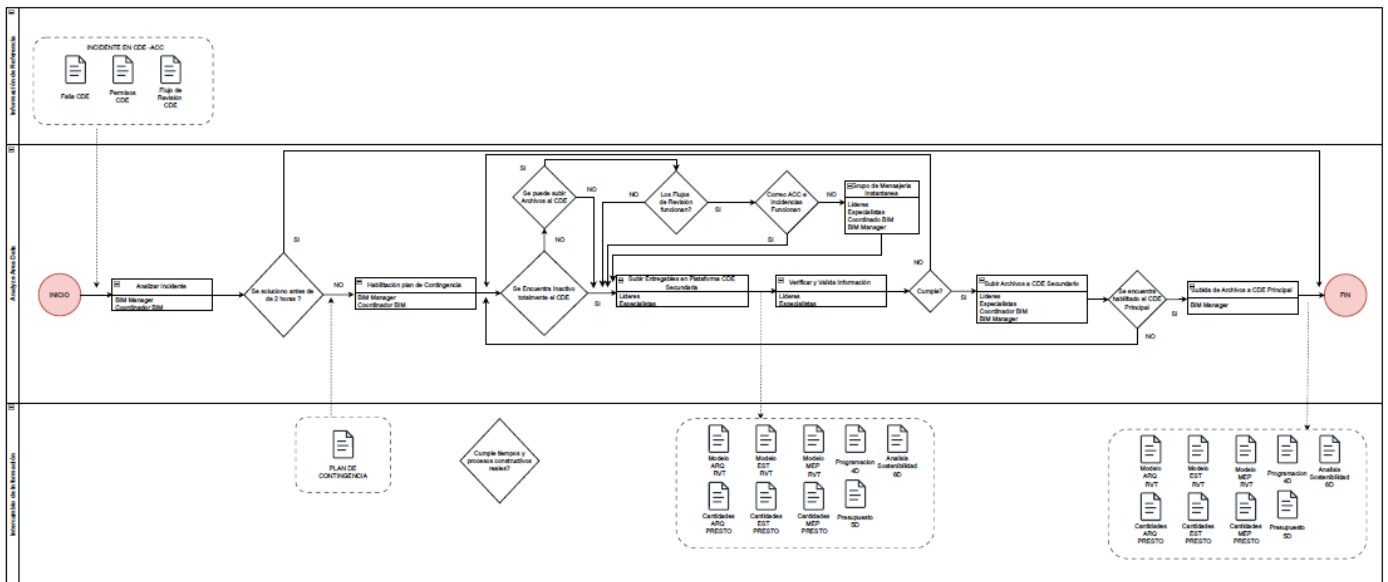 Información de Referencia
INCIDENTE EN CDE -ACC
Falla CDE
Permisos
CDE
Flujo de
Revisión
CDE
INICIO
Analizar Incidente
BIM Manager
Coordinador BIM
Se soluciono antes de
de 2 horas ?
SI
NO
Habilitación plan de Contingencia
BIM Manager
Coordinador BIM
Se Encuentra Inactivo
totalmente el CDE
NO
SI
Se puede subir
Archivos al CDE
SI
NO
Los Flujos
de Revisión
funcionan?
NO
SI
Correo ACC e
Incidencias
Funcionan
NO
SI
Grupo de Mensajería
Instantanea
Lideres
Especialistas
Coordinado BIM
BIM Manager
Subir Entregables en Plataforma CDE
Secundaria
Lideres
Especialistas
Verificar y Valida Información
Lideres
Especialistas
Cumple?
NO
SI
Subir Archivos a CDE Secundario
Lideres
Especialistas
Coordinador BIM
BIM Manager
Se encuentra
habilitado el CDE
Principal
SI
NO
Subida de Archivos a CDE Principal
BIM Manager
FIN
Intercambio de Información
PLAN DE
CONTINGENCIA
Cumple tiempos y
procesos constructivos
reales?
Modelo
ARQ
RVT
Modelo
EST
RVT
Modelo
MEP
RVT
Programacion
4D
Analisis
Sostenibilidad
6D
Cantidades
ARQ
PRESTO
Cantidades
EST
PRESTO
Cantidades
MEP
PRESTO
Presupuesto
5D
Modelo
ARQ
RVT
Modelo
EST
RVT
Modelo
MEP
RVT
Programacion
4D
Analisis
Sostenibilidad
6D
Cantidades
ARQ
PRESTO
Cantidades
EST
PRESTO
Cantidades
MEP
PRESTO
Presupuesto
5D